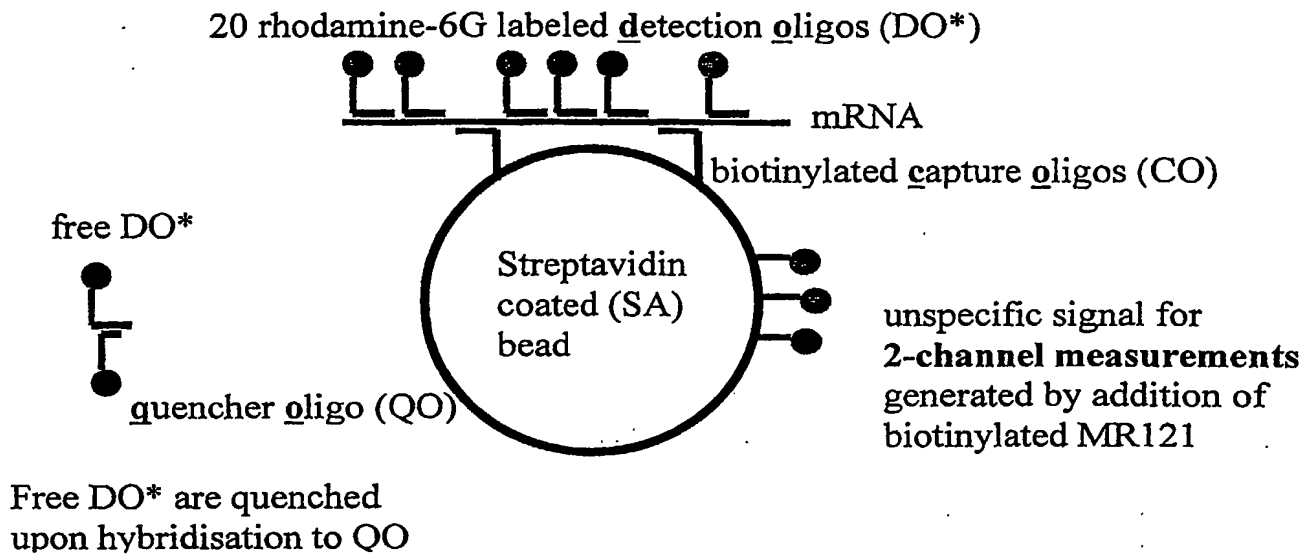 20 rhodamine-6G labeled detection oligos (DO*)
mRNA
biotinylated capture oligos (CO)
free DO*
Streptavidin
coated (SA)
bead
unspecific signal for
2-channel measurements
generated by addition of
biotinylated MR121
quencher oligo (QO)
Free DO* are quenched
upon hybridisation to QO